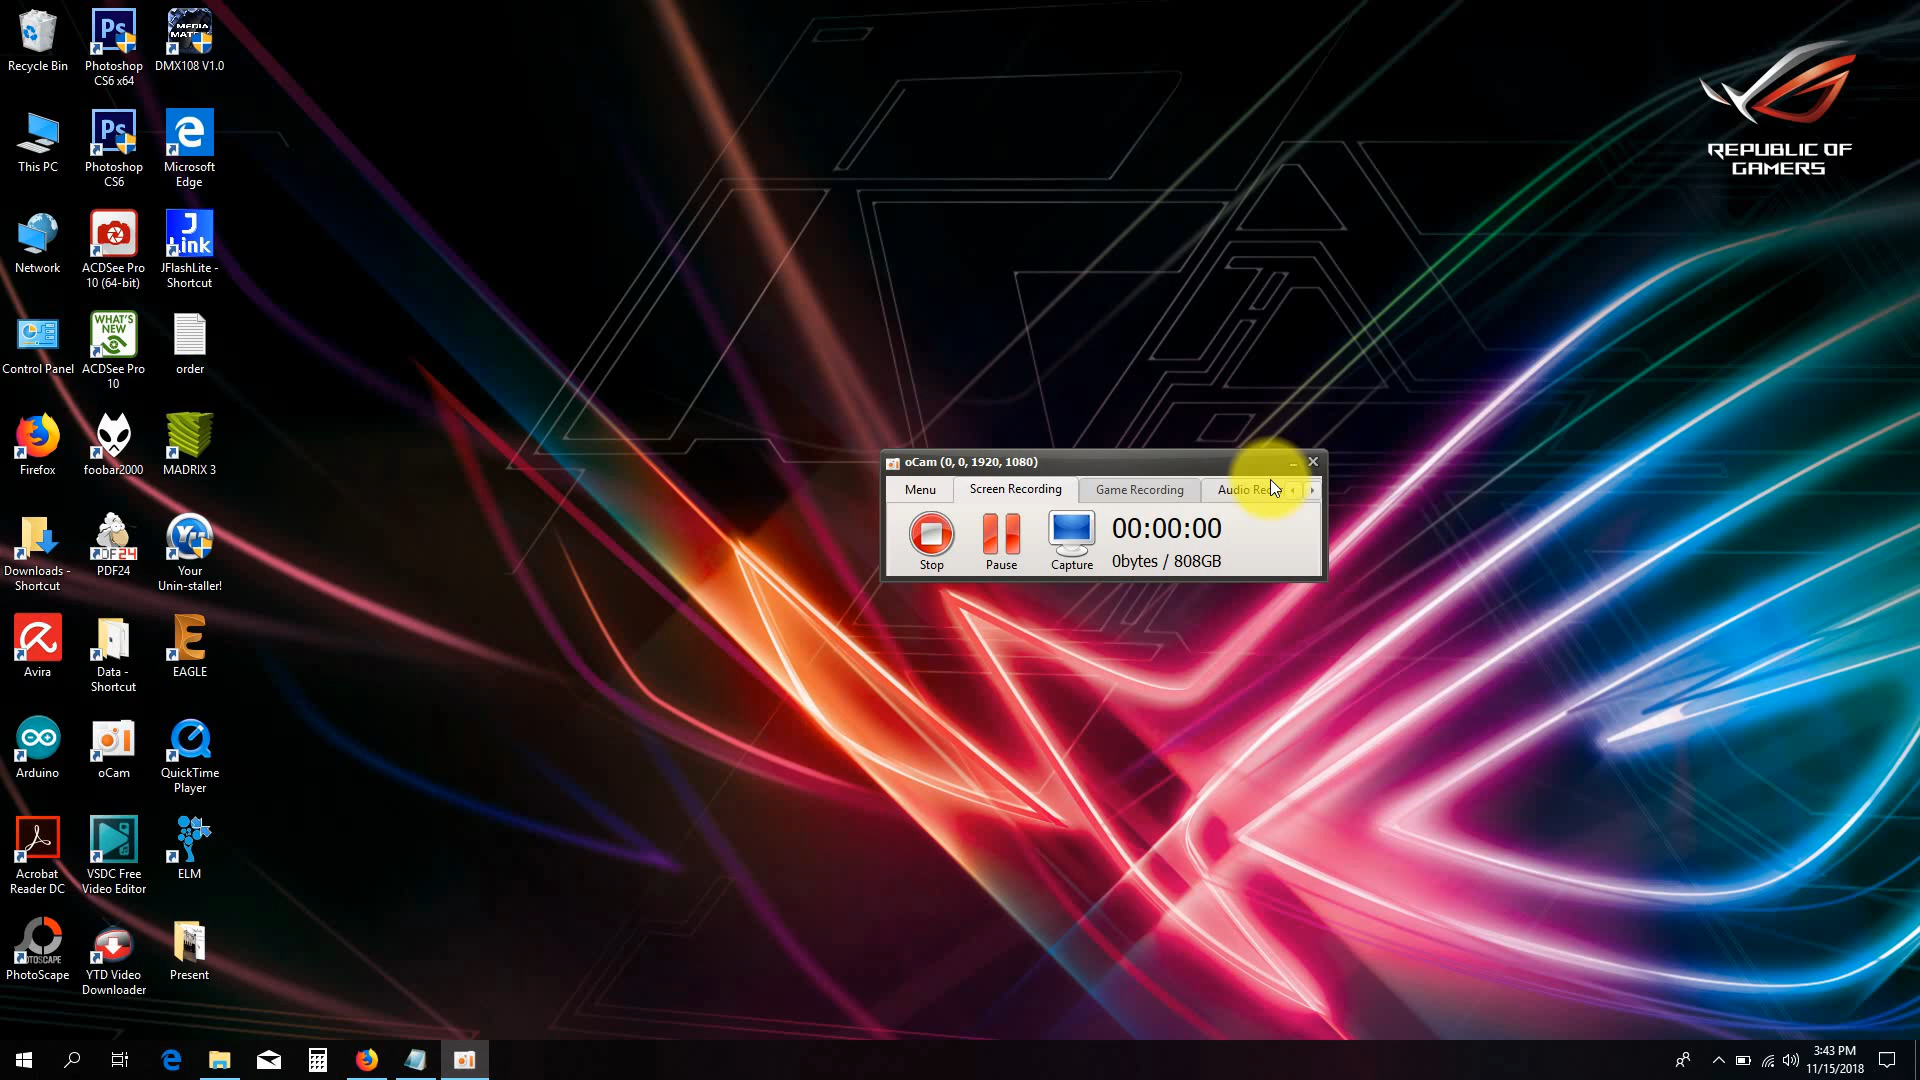 Recycle Bin
Photoshop
CS6 x64
MEDIA
DMX108 V1.0
This PC
Photoshop
CS6
Microsoft
Edge
Network
ACDSee Pro
10 (64-bit)
J
Link
JFlashLite -
Shortcut
Control Panel
WHAT'S
NEW
ACDSee Pro
10
order
Firefox
foobar2000
MADRIX 3
Downloads -
Shortcut
PDF24
Your
Unin-staller!
Avira
Data -
Shortcut
EAGLE
Arduino
oCam
QuickTime
Player
Acrobat
Reader DC
VSDC Free
Video Editor
ELM
PhotoScape
YTD Video
Downloader
Present
REPUBLIC OF
GAMERS
oCam (0, 0, 1920, 1080)
Menu
Screen Recording
Game Recording
Audio Rec
Stop
Pause
Capture
00:00:00
0bytes / 808GB
3:43 PM
11/15/2018